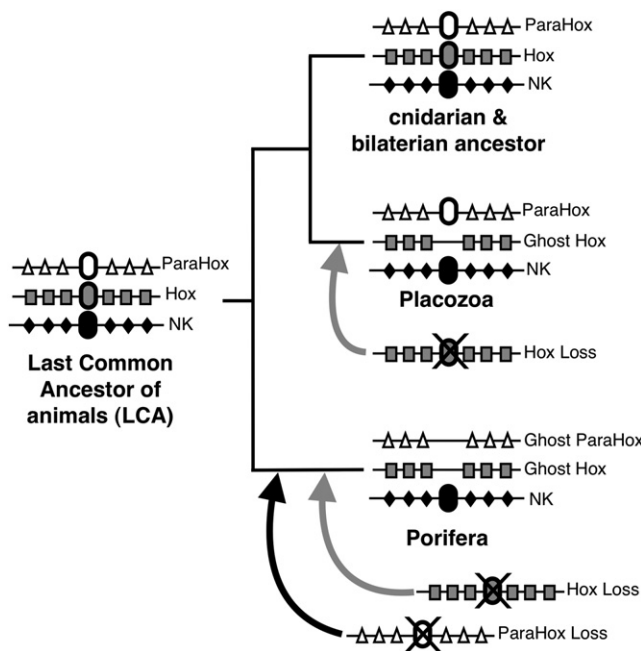 ParaHox
Hox
NK
cnidarian &
bilaterian ancestor
ParaHox
Ghost Hox
NK
Placozoa
Hox Loss
ParaHox
Hox
NK
Last Common
Ancestor of
animals (LCA)
Ghost ParaHox
Ghost Hox
NK
Porifera
Hox Loss
ParaHox Loss